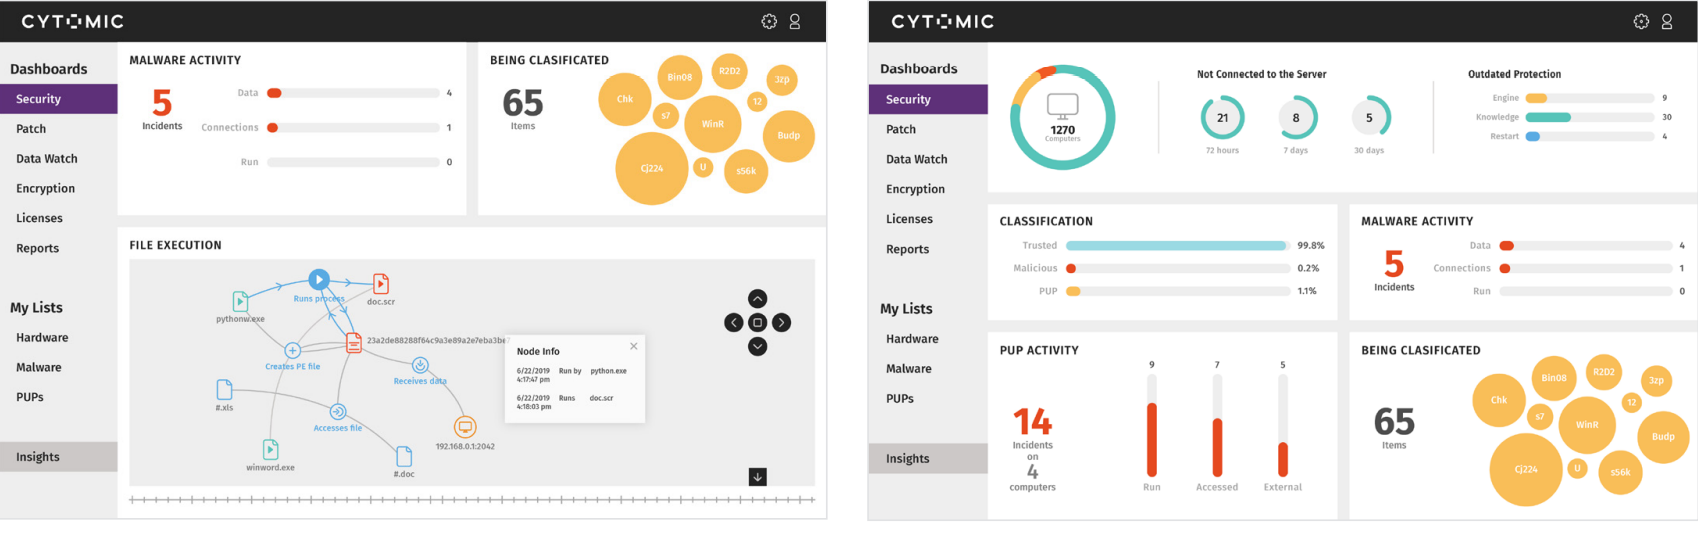 CYTOMIC
Dashboards
Security
Patch
Data Watch
Encryption
Licenses
Reports
My Lists
Hardware
Malware
PUPs
Insights
MALWARE ACTIVITY
5
Incidents
Data 4
Connections 1
Run 0
BEING CLASIFICATED
65
Items
Chk
Bin08
R2D2
3zp
s7
12
WinR
Budp
Cj224
U
sS6k
FILE EXECUTION
pythonw.exe
Runs process
doc.scr
23a2de88288f64c9a3e89a2e7eba3be
Creates PE file
Receives data
#.xls
Accesses file
192.168.0.1:2042
winword.exe
#.doc
Node Info
6/22/2019 Run by python.exe
4:17:47 pm
6/22/2019 Runs doc.scr
4:18:03 pm
CYTOMIC
Dashboards
Security
Patch
Data Watch
Encryption
Licenses
Reports
My Lists
Hardware
Malware
PUPs
Insights
1270
Computers
Not Connected to the Server
21
72 hours
8
7 days
5
30 days
Outdated Protection
Engine 9
Knowledge 30
Restart 4
CLASSIFICATION
Trusted 99.8%
Malicious 0.2%
PUP 1.1%
MALWARE ACTIVITY
5
Incidents
Data 4
Connections 1
Run 0
PUP ACTIVITY
14
Incidents
on
4
computers
9
Run
7
Accessed
5
External
BEING CLASIFICATED
65
Items
Chk
Bin08
R2D2
3zp
s7
12
WinR
Budp
Cj224
U
sS6k